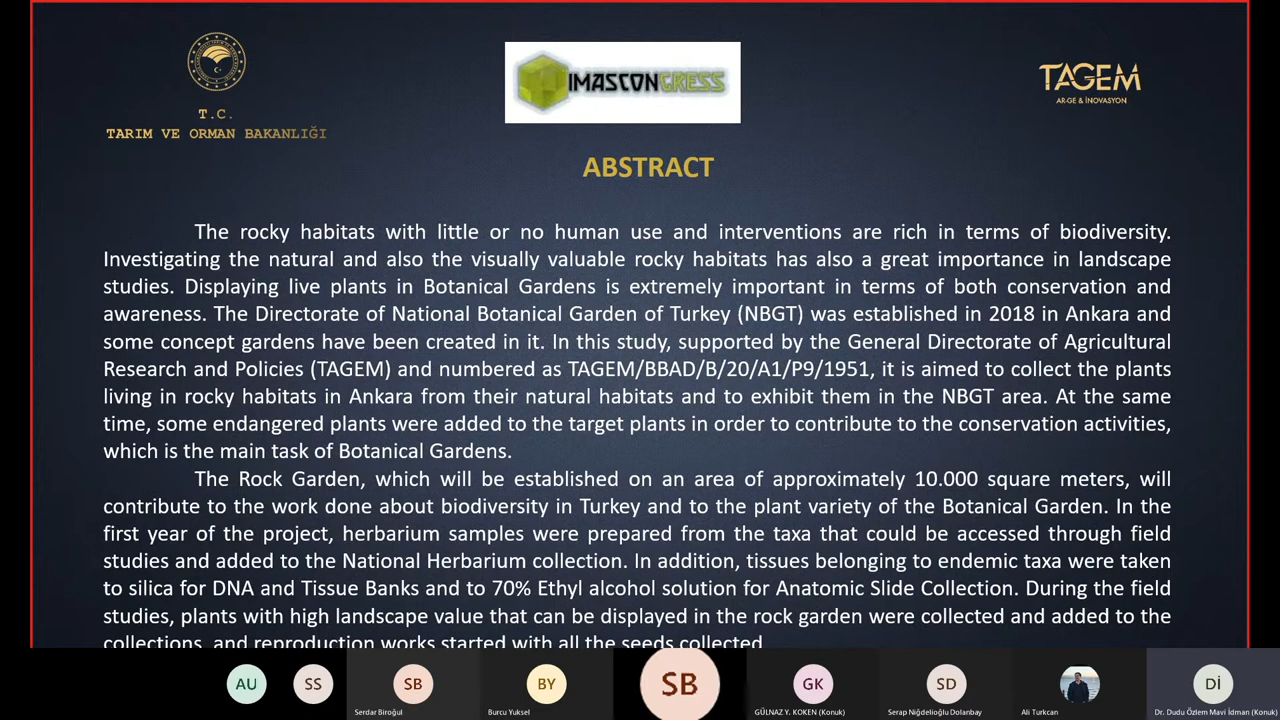 T.C.
TARIM VE ORMAN BAKANLIĞI
IMASCONGRESS
TAGEM
AR-GE & İNOVASYON
ABSTRACT
The rocky habitats with little or no human use and interventions are rich in terms of biodiversity.
Investigating the natural and also the visually valuable rocky habitats has also a great importance in landscape
studies. Displaying live plants in Botanical Gardens is extremely important in terms of both conservation and
awareness. The Directorate of National Botanical Garden of Turkey (NBGT) was established in 2018 in Ankara and
some concept gardens have been created in it. In this study, supported by the General Directorate of Agricultural
Research and Policies (TAGEM) and numbered as TAGEM/BBAD/B/20/A1/P9/1951, it is aimed to collect the plants
living in rocky habitats in Ankara from their natural habitats and to exhibit them in the NBGT area. At the same
time, some endangered plants were added to the target plants in order to contribute to the conservation activities,
which is the main task of Botanical Gardens.
The Rock Garden, which will be established on an area of approximately 10.000 square meters, will
contribute to the work done about biodiversity in Turkey and to the plant variety of the Botanical Garden. In the
first year of the project, herbarium samples were prepared from the taxa that could be accessed through field
studies and added to the National Herbarium collection. In addition, tissues belonging to endemic taxa were taken
to silica for DNA and Tissue Banks and to 70% Ethyl alcohol solution for Anatomic Slide Collection. During the field
studies, plants with high landscape value that can be displayed in the rock garden were collected and added to the
collections, and reproduction works started with all the seeds collected.
AU
SS
SB
BY
SB
GK
SD
Dİ
Serdar Biroğul
Burcu Yuksel
GÜLNAZ Y. KOKEN (Konuk)
Serap Niğdelioğlu Dolanbay
Ali Turkcan
Dr. Dudu Özlem Mavi İdman (Konuk)